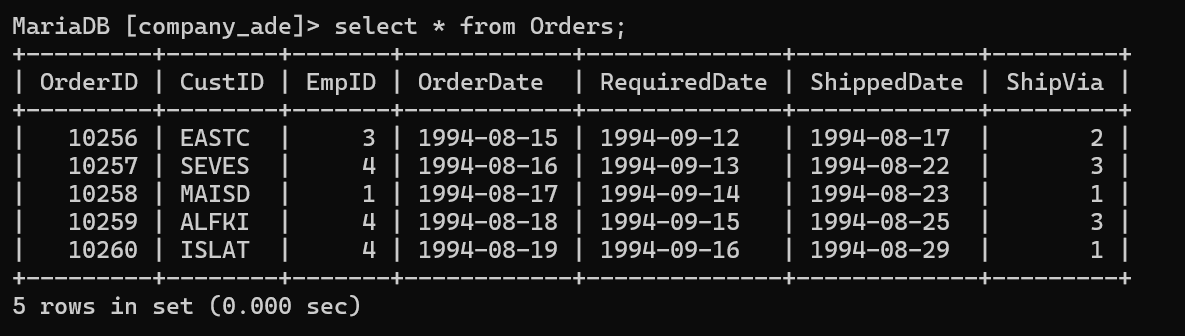 MariaDB [company_ade]> select * from Orders;
+---------+--------+-------+------------+--------------+-------------+---------+
| OrderID | CustID | EmpID | OrderDate  | RequiredDate | ShippedDate | ShipVia |
+---------+--------+-------+------------+--------------+-------------+---------+
|   10256 | EASTC  |     3 | 1994-08-15 | 1994-09-12   | 1994-08-17  |       2 |
|   10257 | SEVES  |     4 | 1994-08-16 | 1994-09-13   | 1994-08-22  |       3 |
|   10258 | MAISD  |     1 | 1994-08-17 | 1994-09-14   | 1994-08-23  |       1 |
|   10259 | ALFKI  |     4 | 1994-08-18 | 1994-09-15   | 1994-08-25  |       3 |
|   10260 | ISLAT  |     4 | 1994-08-19 | 1994-09-16   | 1994-08-29  |       1 |
+---------+--------+-------+------------+--------------+-------------+---------+
5 rows in set (0.000 sec)